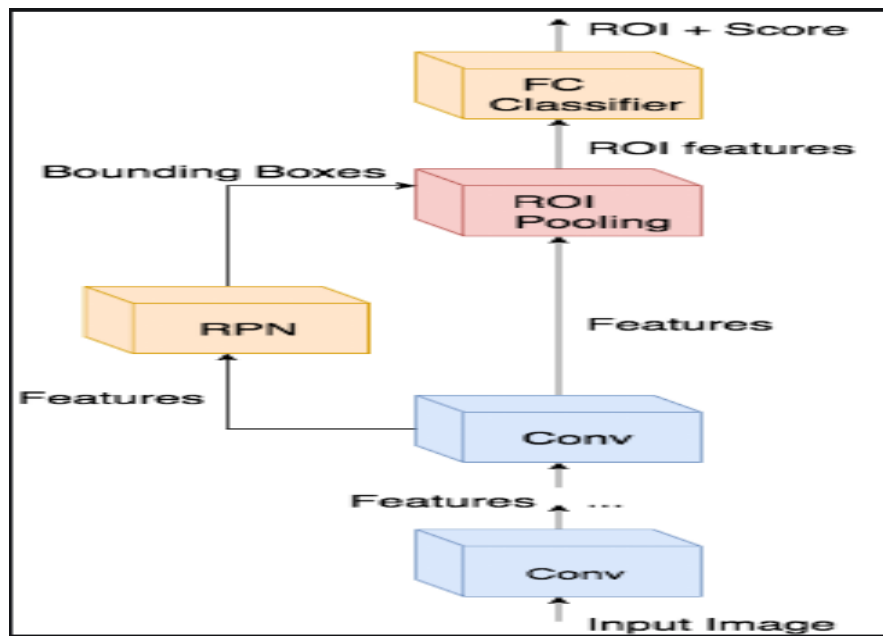 ROI + Score
FC
Classifier
ROI features
Bounding Boxes
ROI
Pooling
RPN
Features
Features
Conv
Features ...
Conv
Input Image